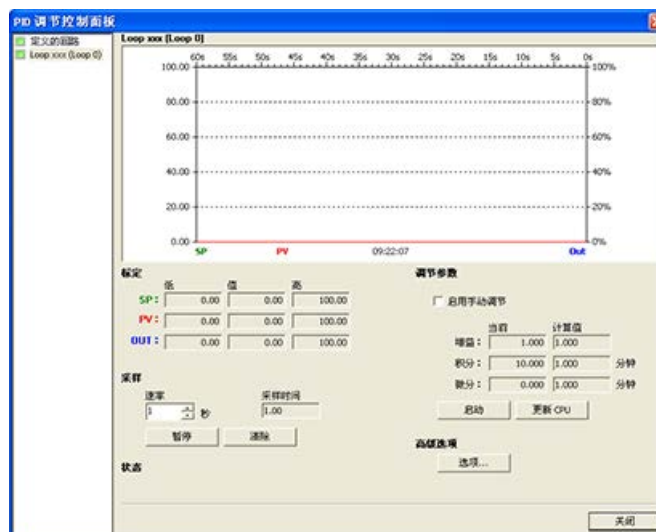 PID 调节控制面板
定义的回路
Loop xxx (Loop 0)
Loop xxx (Loop 0)
60s 55s 50s 45s 40s 35s 30s 25s 20s 15s 10s 5s 0s
100.00 100%
80.00 80%
60.00 60%
40.00 40%
20.00 20%
0.00 0%
SP PV 09:22:07 Out
标定
低 值 高
SP: 0.00 0.00 100.00
PV: 0.00 0.00 100.00
OUT: 0.00 0.00 100.00
采样
速率 采样时间
1 秒 1.00
暂停 清除
状态
调节参数
启用手动调节
当前 计算值
增益: 1.000 1.000
积分: 10.000 1.000 分钟
微分: 0.000 1.000 分钟
启动 更新 CPU
高级选项
选项...
关闭